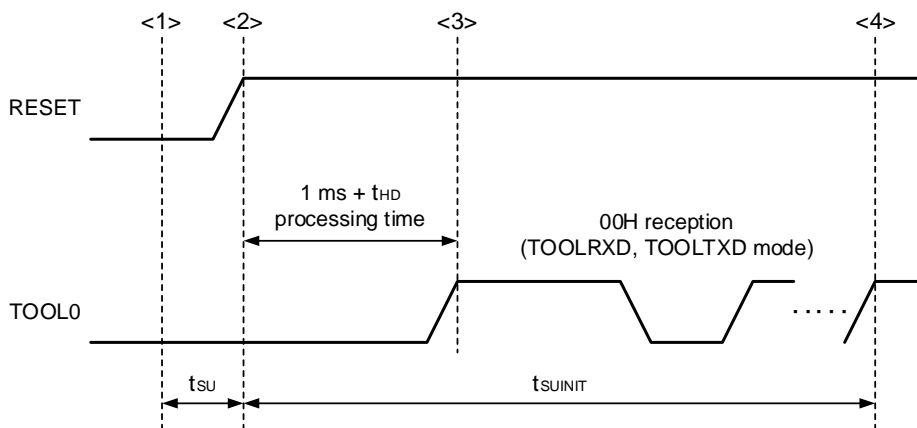 <1> <2> <3> <4>
RESET
1 ms + tHD
processing time
00H reception
(TOOLRXD, TOOLTXD mode)
TOOL0
.....
tSU
tSUINIT